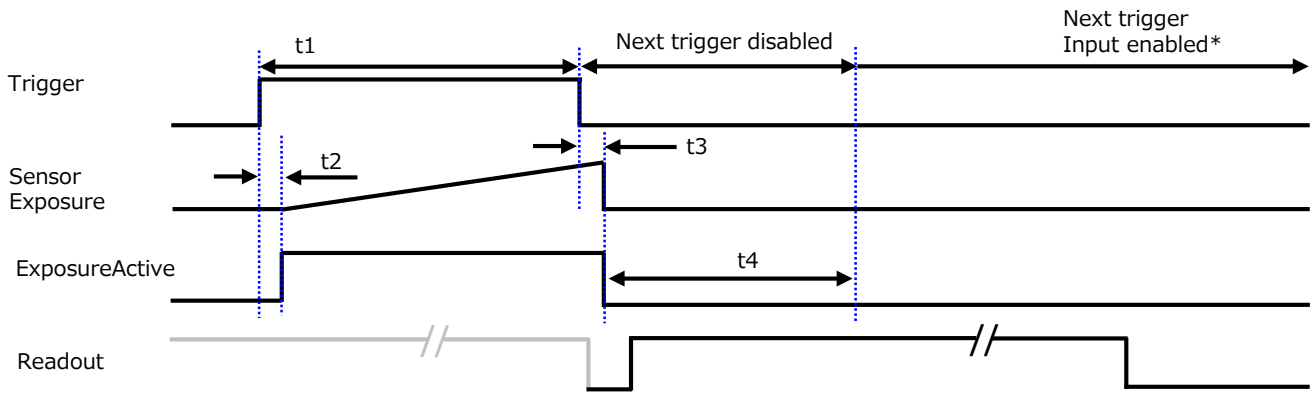 Next trigger
Input enabled*
t1
Next trigger disabled
Trigger
t3
t2
Sensor
Exposure
t4
ExposureActive
Readout